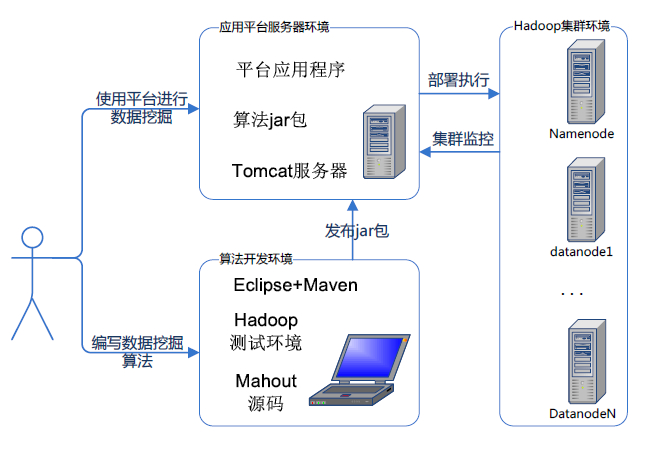 应用平台服务器环境
平台应用程序
算法jar包
Tomcat服务器
使用平台进行
数据挖掘
部署执行
集群监控
Hadoop集群环境
Namenode
datanode1
...
DatanodeN
发布jar包
算法开发环境
Eclipse+Maven
Hadoop
测试环境
Mahout
源码
编写数据挖掘
算法